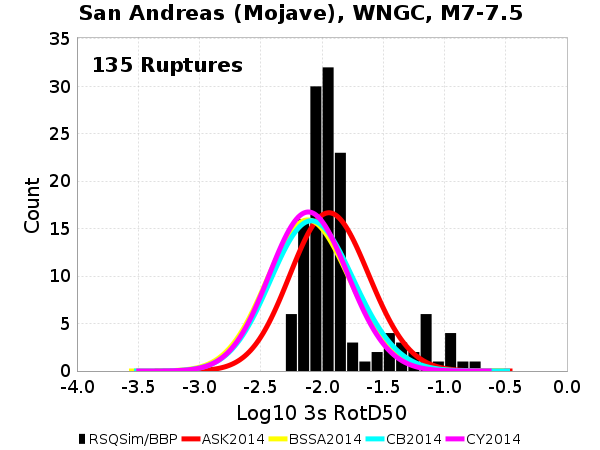 San Andreas (Mojave), WNGC, M7-7.5
135 Ruptures
35
30
25
20
15
10
5
0
Count
-4.0 -3.5 -3.0 -2.5 -2.0 -1.5 -1.0 -0.5 0.0
Log10 3s RotD50
RSQSim/BBP ASK2014 BSSA2014 CB2014 CY2014